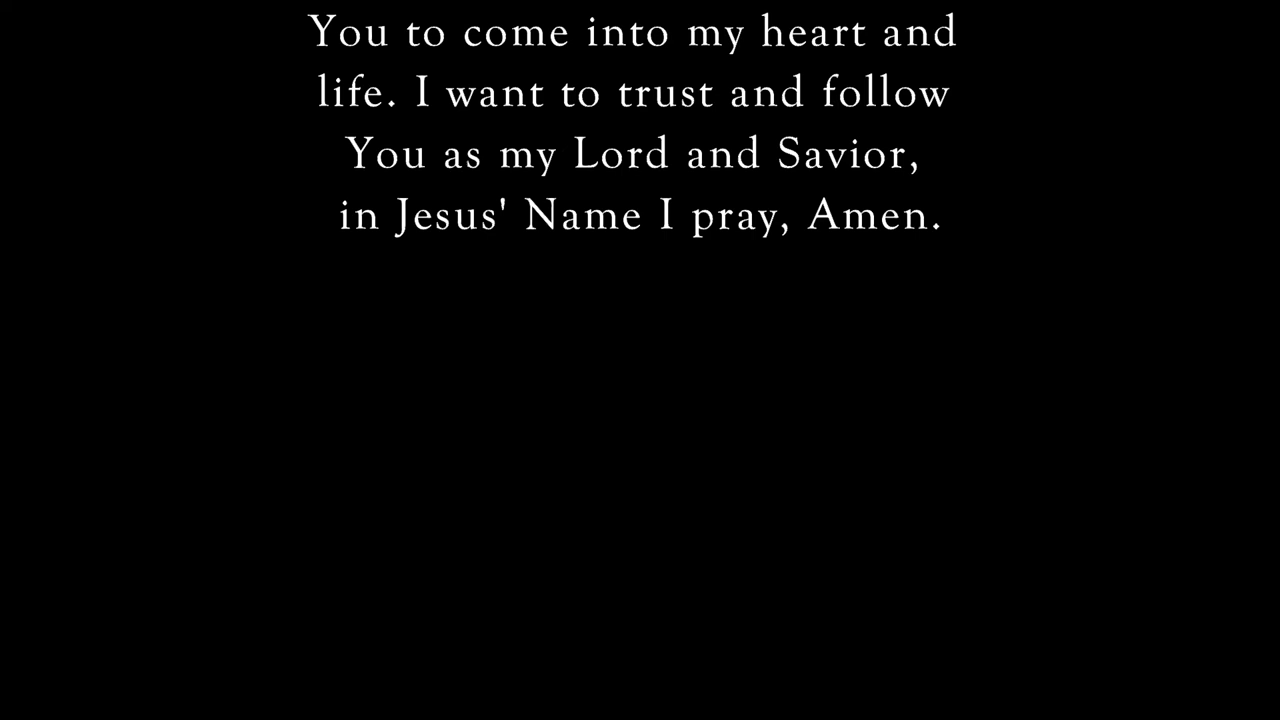 You to come into my heart and
life. I want to trust and follow
You as my Lord and Savior,
in Jesus' Name I pray, Amen.